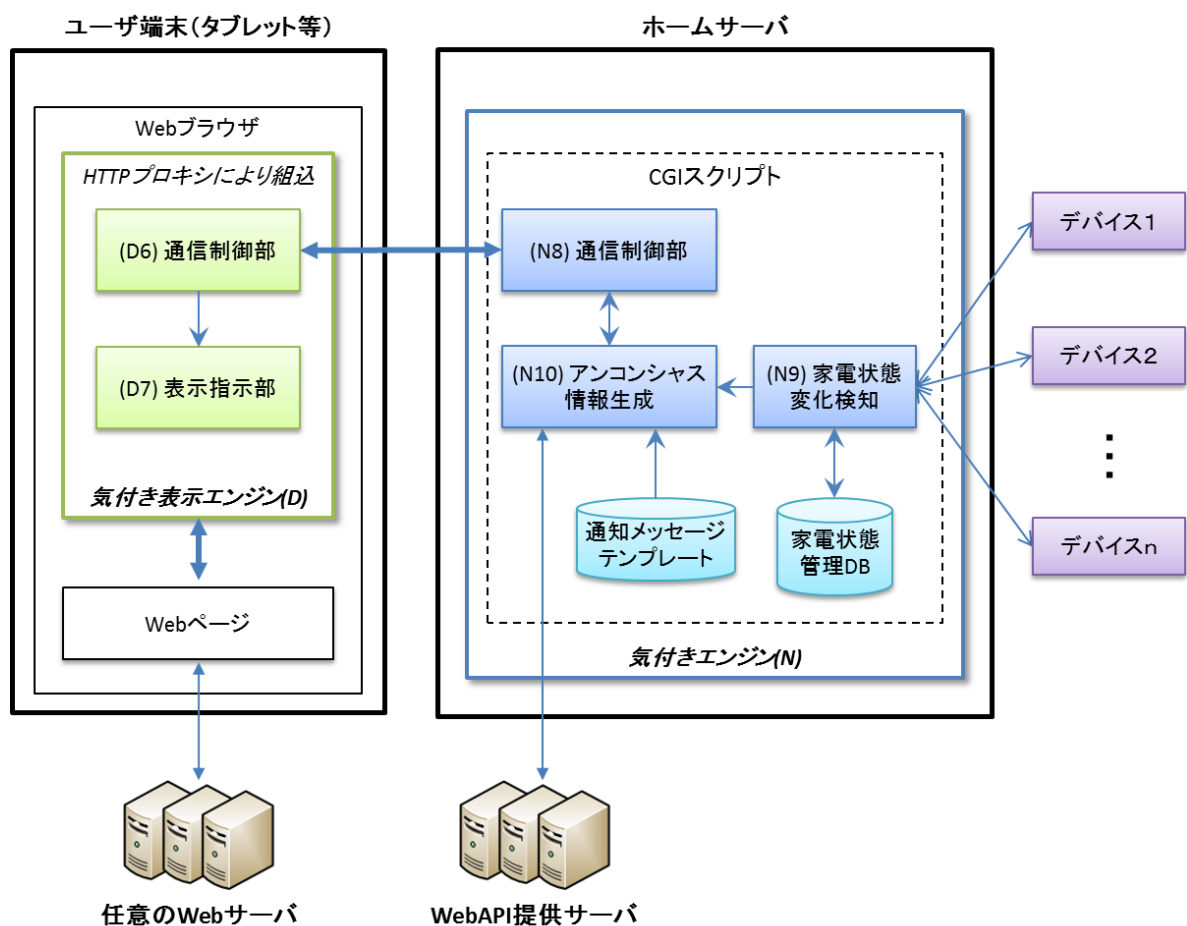 ユーザ端末(タブレット等)
ホームサーバ
Webブラウザ
HTTPプロキシにより組込
(D6) 通信制御部
(D7) 表示指示部
気付き表示エンジン(D)
Webページ
CGIスクリプト
(N8) 通信制御部
(N10) アンコンシャス
情報生成
(N9) 家電状態
変化検知
通知メッセージ
テンプレート
家電状態
管理DB
気付きエンジン(N)
デバイス1
デバイス2
デバイスn
任意のWebサーバ
WebAPI提供サーバ